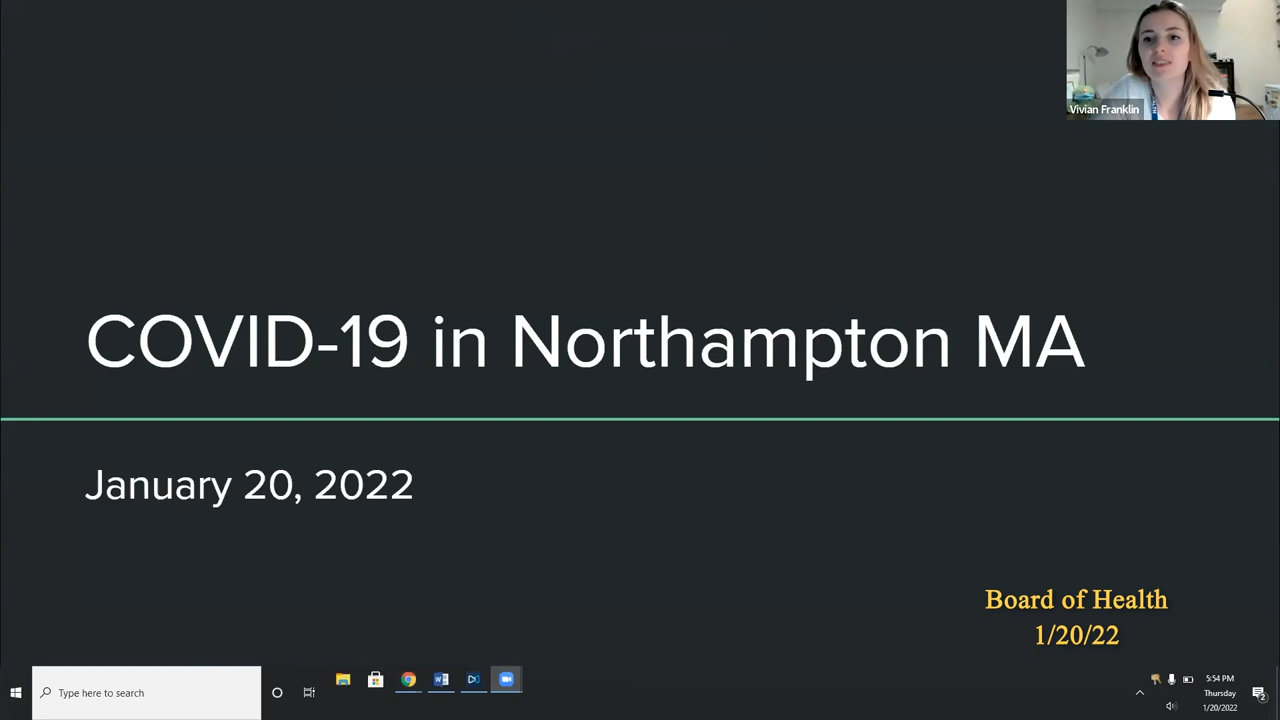 Vivian Franklin
COVID-19 in Northampton MA
January 20, 2022
Board of Health
1/20/22
Type here to search
5:54 PM
Thursday
1/20/2022
2